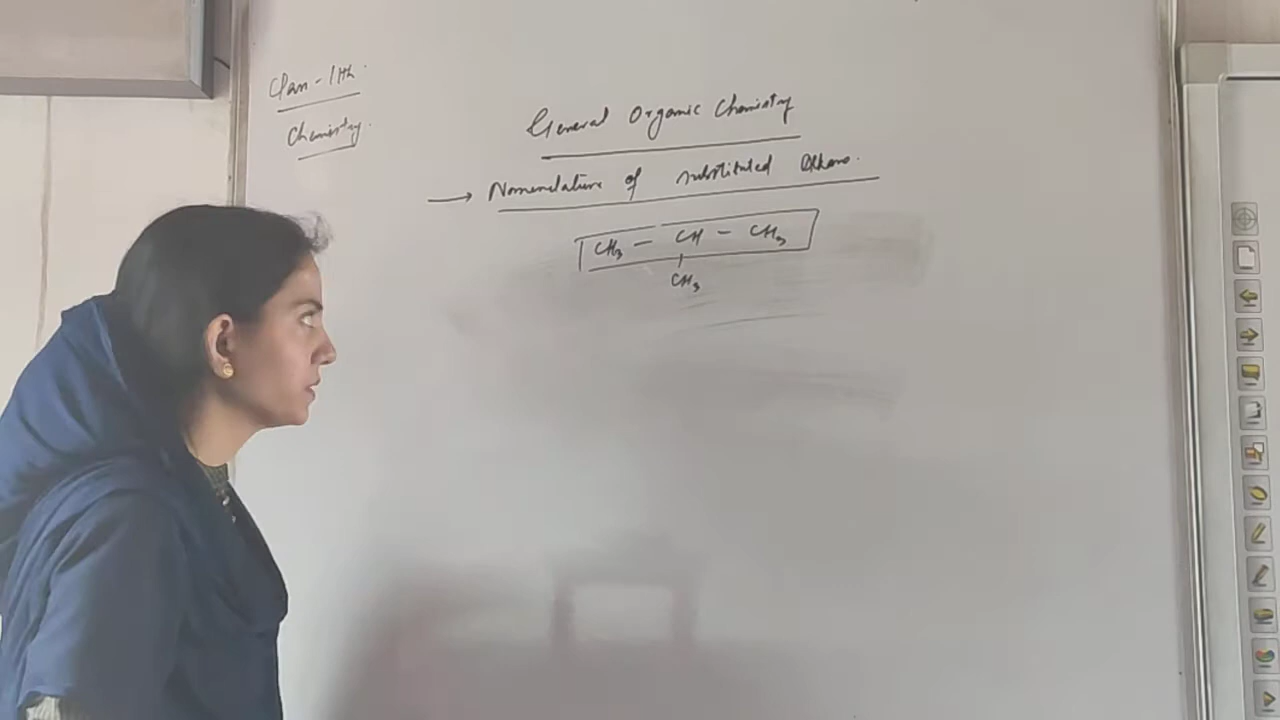 Class - 11th.
Chemistry.
General Organic Chemistry
→ Nomenclature of substituted Alkane.
CH₃ — CH — CH₃
CH₃